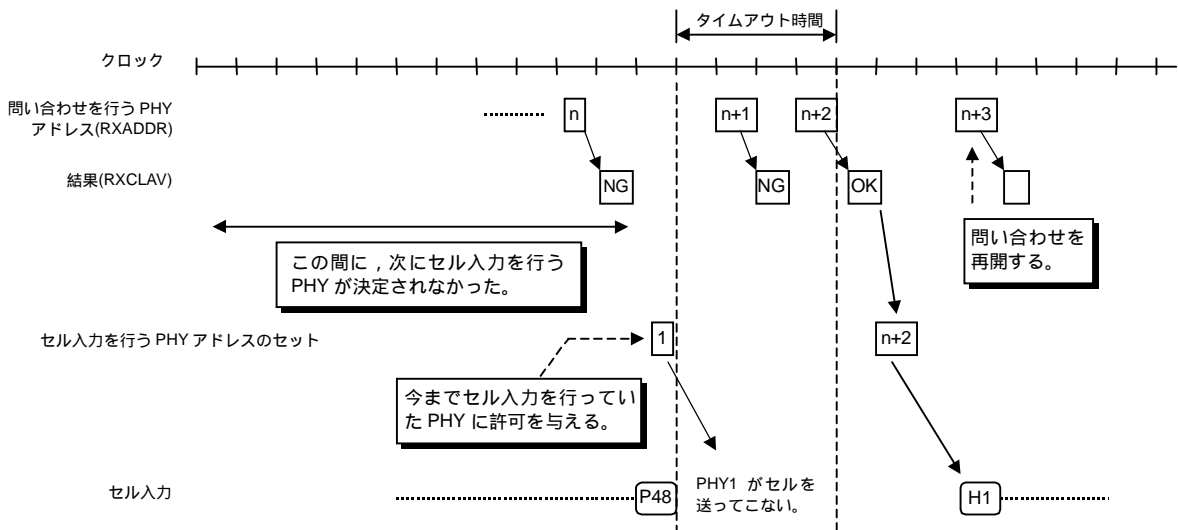 タイムアウト時間
クロック
問い合わせを行う PHY
アドレス(RXADDR)
n
n+1
n+2
n+3
結果(RXCLAV)
NG
NG
OK
この間に，次にセル入力を行う
PHY が決定されなかった。
問い合わせを
再開する。
セル入力を行う PHY アドレスのセット
1
n+2
今までセル入力を行ってい
た PHY に許可を与える。
セル入力
P48
PHY1 がセルを
送ってこない。
H1